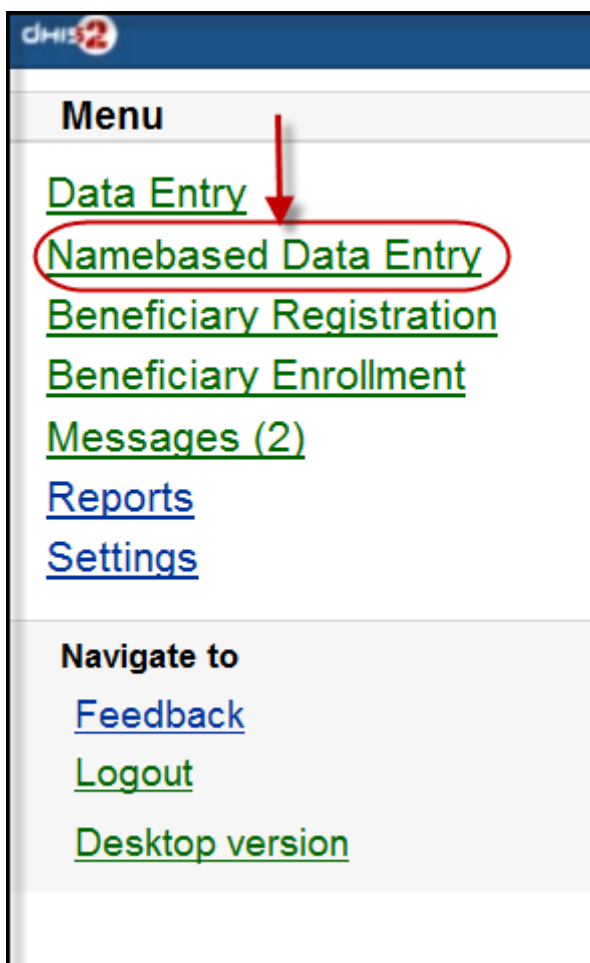 dHIS2
Menu
Data Entry
Namebased Data Entry
Beneficiary Registration
Beneficiary Enrollment
Messages (2)
Reports
Settings
Navigate to
Feedback
Logout
Desktop version